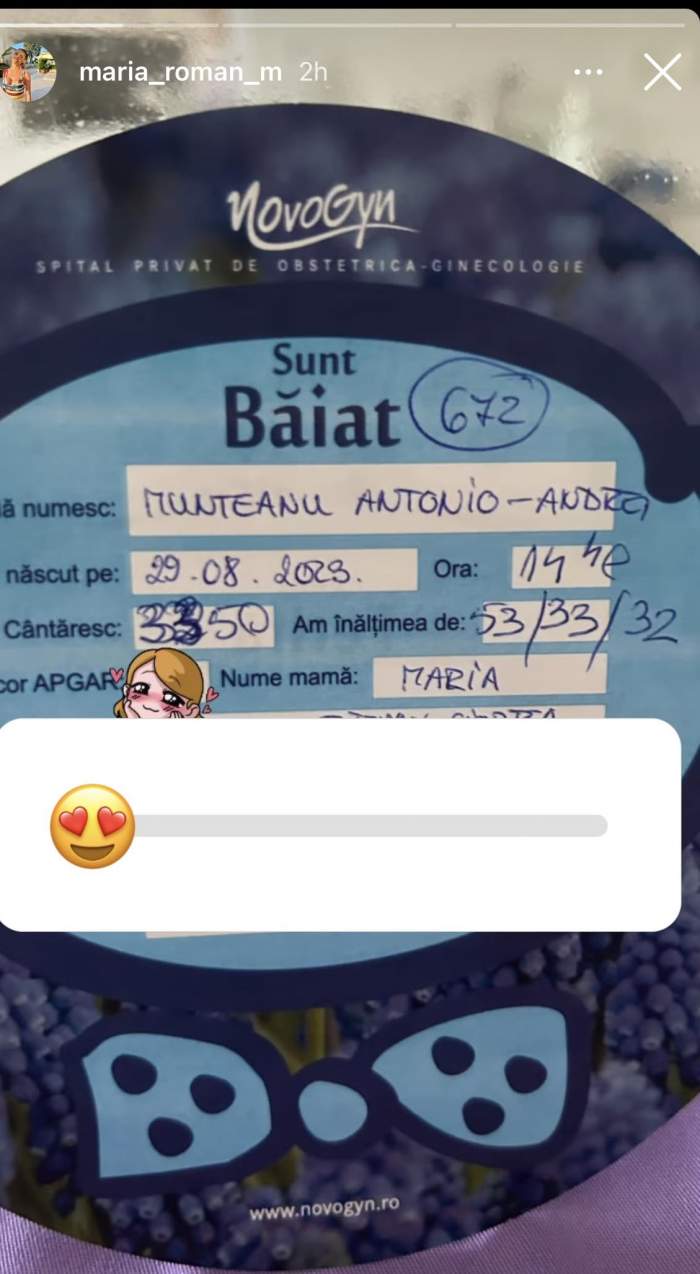 maria_roman_m 2h
NovoGyn
SPITAL PRIVAT DE OBSTETRICA-GINECOLOGIE
Sunt
Băiat 672
ă numesc: MUNTEANU ANTONIO-ANDREI
născut pe: 29.08.2023. Ora: 14
Cântăresc: 3350 Am înălțimea de: 53/33/32
cor APGAR Nume mamă: MARIA
www.novogyn.ro